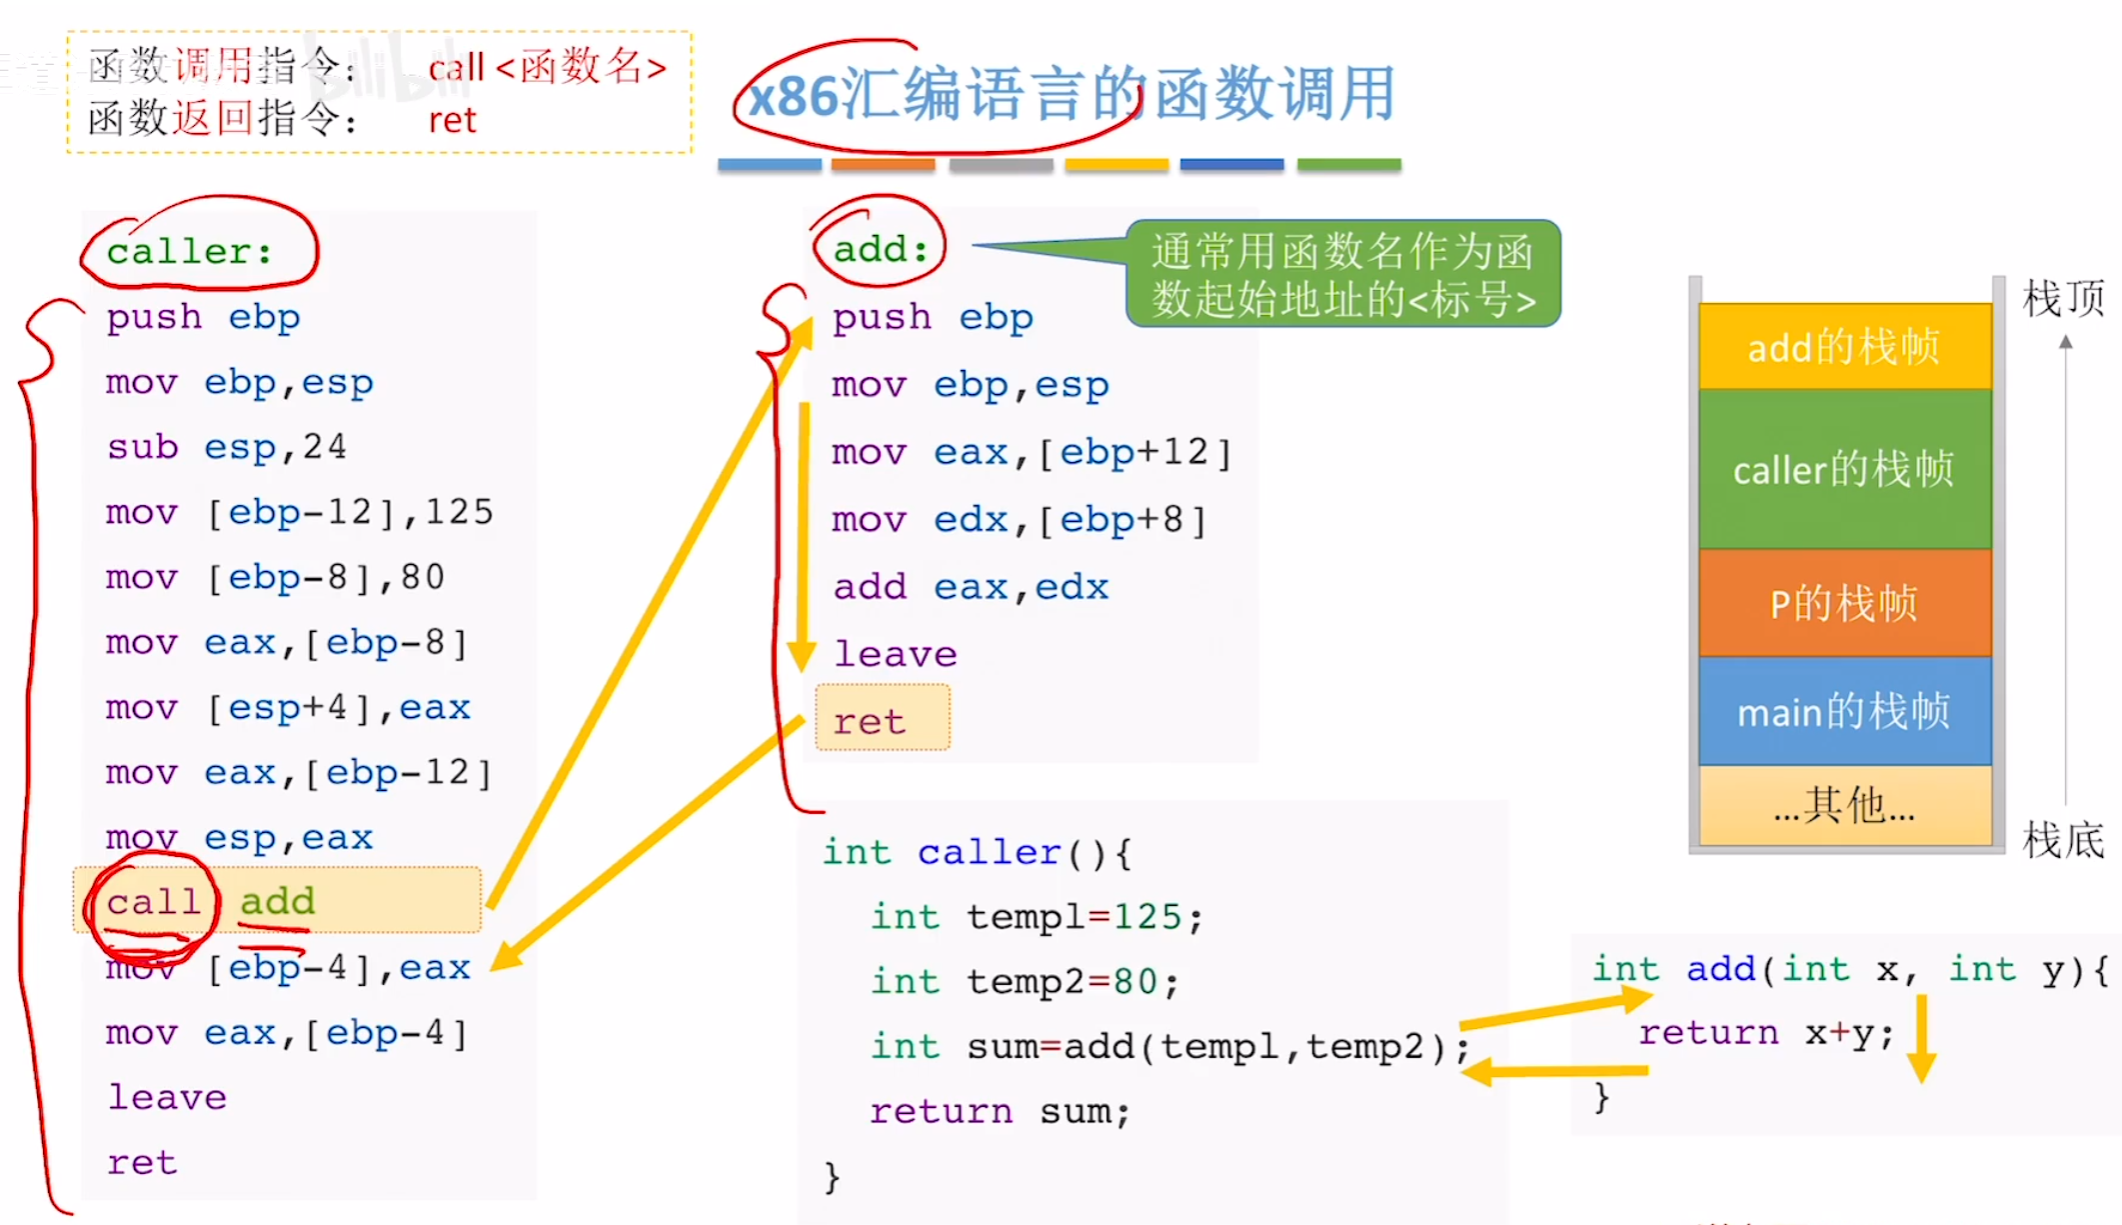 函数调用指令： call <函数名>
函数返回指令： ret
bilibili
x86汇编语言的函数调用
caller:
push ebp
mov ebp,esp
sub esp,24
mov [ebp-12],125
mov [ebp-8],80
mov eax,[ebp-8]
mov [esp+4],eax
mov eax,[ebp-12]
mov esp,eax
call add
mov [ebp-4],eax
mov eax,[ebp-4]
leave
ret
add:
push ebp
mov ebp,esp
mov eax,[ebp+12]
mov edx,[ebp+8]
add eax,edx
leave
ret
通常用函数名作为函
数起始地址的<标号>
int caller(){
int temp1=125;
int temp2=80;
int sum=add(temp1,temp2);
return sum;
}
int add(int x, int y){
return x+y;
}
栈顶
add的栈帧
caller的栈帧
P的栈帧
main的栈帧
...其他...
栈底